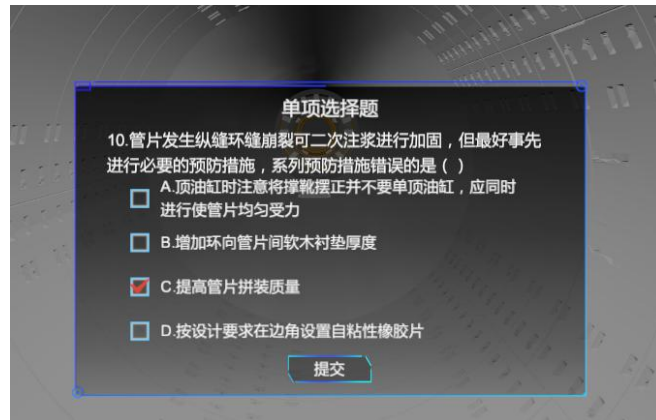 单项选择题
10.管片发生纵缝环缝崩裂可二次注浆进行加固，但最好事先
进行必要的预防措施，系列预防措施错误的是（ ）
A.顶油缸时注意将撑靴摆正并不要单顶油缸，应同时
进行使管片均匀受力
B.增加环向管片间软木衬垫厚度
C.提高管片拼装质量
D.按设计要求在边角设置自粘性橡胶片
提交